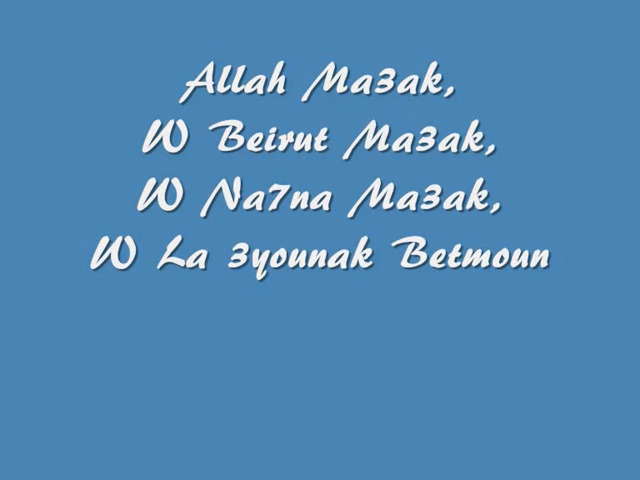 Allah Ma3ak,
W Beirut Ma3ak,
W Na7na Ma3ak,
W La 3younak Betmoun